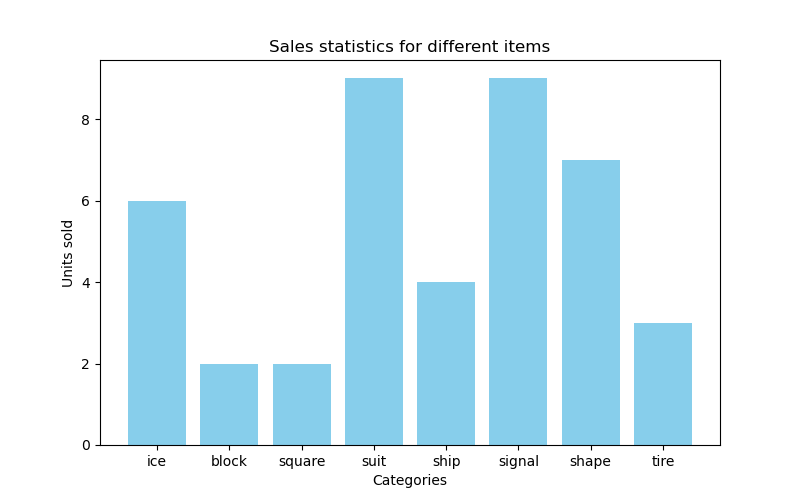 Sales statistics for different items
Units sold
8
6
4
2
0
ice block square suit ship signal shape tire
Categories